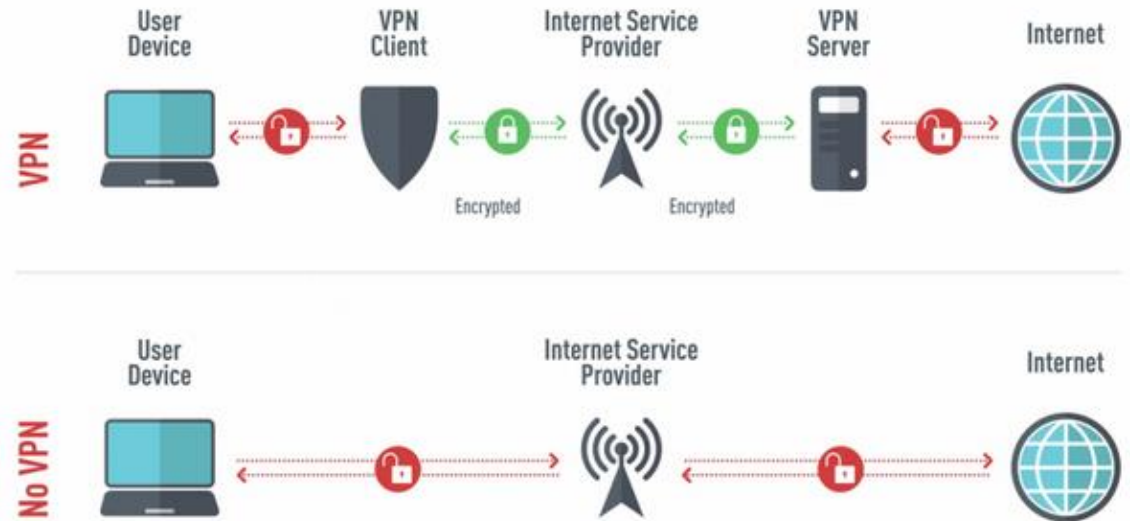 User
Device
VPN
Client
Internet Service
Provider
VPN
Server
Internet
VPN
Encrypted
Encrypted
User
Device
Internet Service
Provider
Internet
No VPN